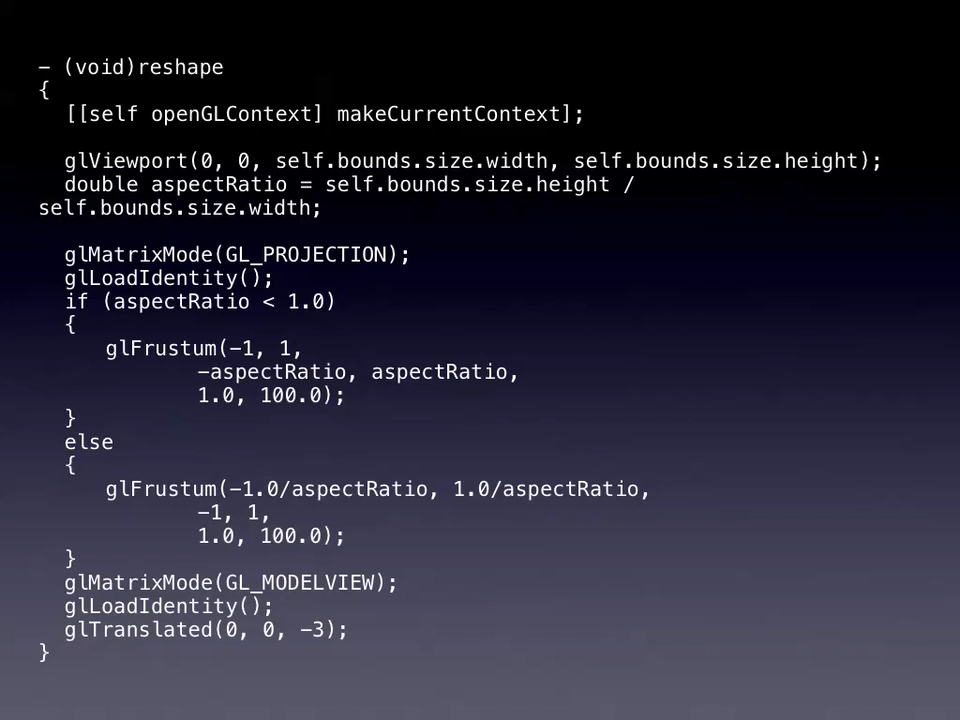 - (void)reshape
{
[[self openGLContext] makeCurrentContext];
glViewport(0, 0, self.bounds.size.width, self.bounds.size.height);
double aspectRatio = self.bounds.size.height /
self.bounds.size.width;
glMatrixMode(GL_PROJECTION);
glLoadIdentity();
if (aspectRatio < 1.0)
{
glFrustum(-1, 1,
-aspectRatio, aspectRatio,
1.0, 100.0);
}
else
{
glFrustum(-1.0/aspectRatio, 1.0/aspectRatio,
-1, 1,
1.0, 100.0);
}
glMatrixMode(GL_MODELVIEW);
glLoadIdentity();
glTranslated(0, 0, -3);
}